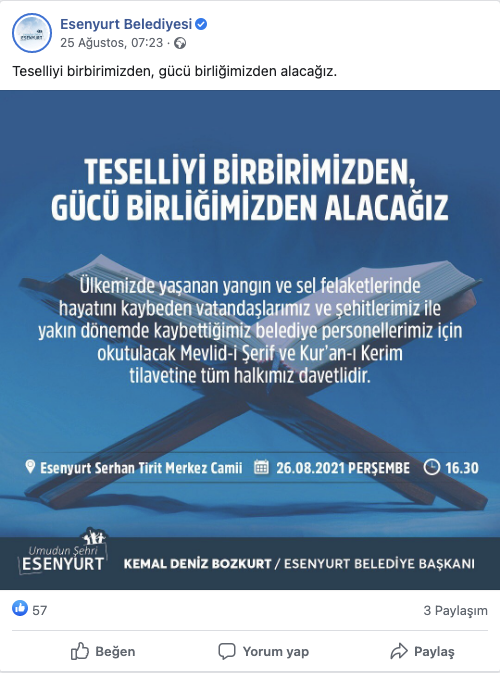 Esenyurt Belediyesi
25 Ağustos, 07:23 ·
Teselliyi birbirimizden, gücü birliğimizden alacağız.
TESELLİYİ BİRBİRİMİZDEN,
GÜCÜ BİRLİĞİMİZDEN ALACAĞIZ
Ülkemizde yaşanan yangın ve sel felaketlerinde
hayatını kaybeden vatandaşlarımız ve şehitlerimiz ile
yakın dönemde kaybettiğimiz belediye personellerimiz için
okutulacak Mevlid-i Şerif ve Kur'an-ı Kerim
tilavetine tüm halkımız davetlidir.
Esenyurt Serhan Tirit Merkez Camii 26.08.2021 PERŞEMBE 16.30
Umudun Şehri
ESENYURT
KEMAL DENİZ BOZKURT / ESENYURT BELEDİYE BAŞKANI
57 3 Paylaşım
Beğen Yorum yap Paylaş